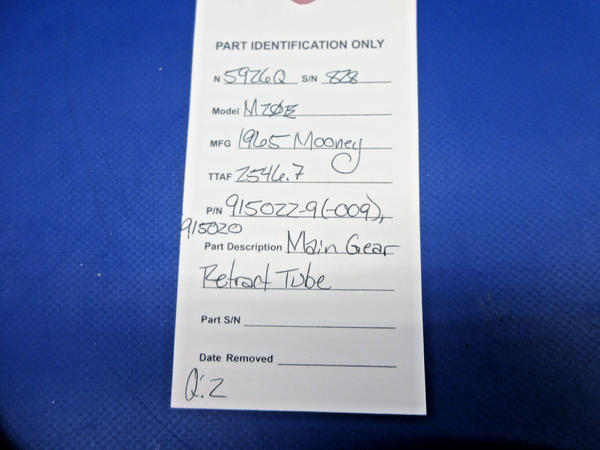 PART IDENTIFICATION ONLY
N 5926Q S/N 828
Model M20E
MFG 1965 Mooney
TTAF 2546.7
P/N 915022-9(-009),
915020
Part Description Main Gear
Retract Tube
Part S/N
Date Removed
Q:2